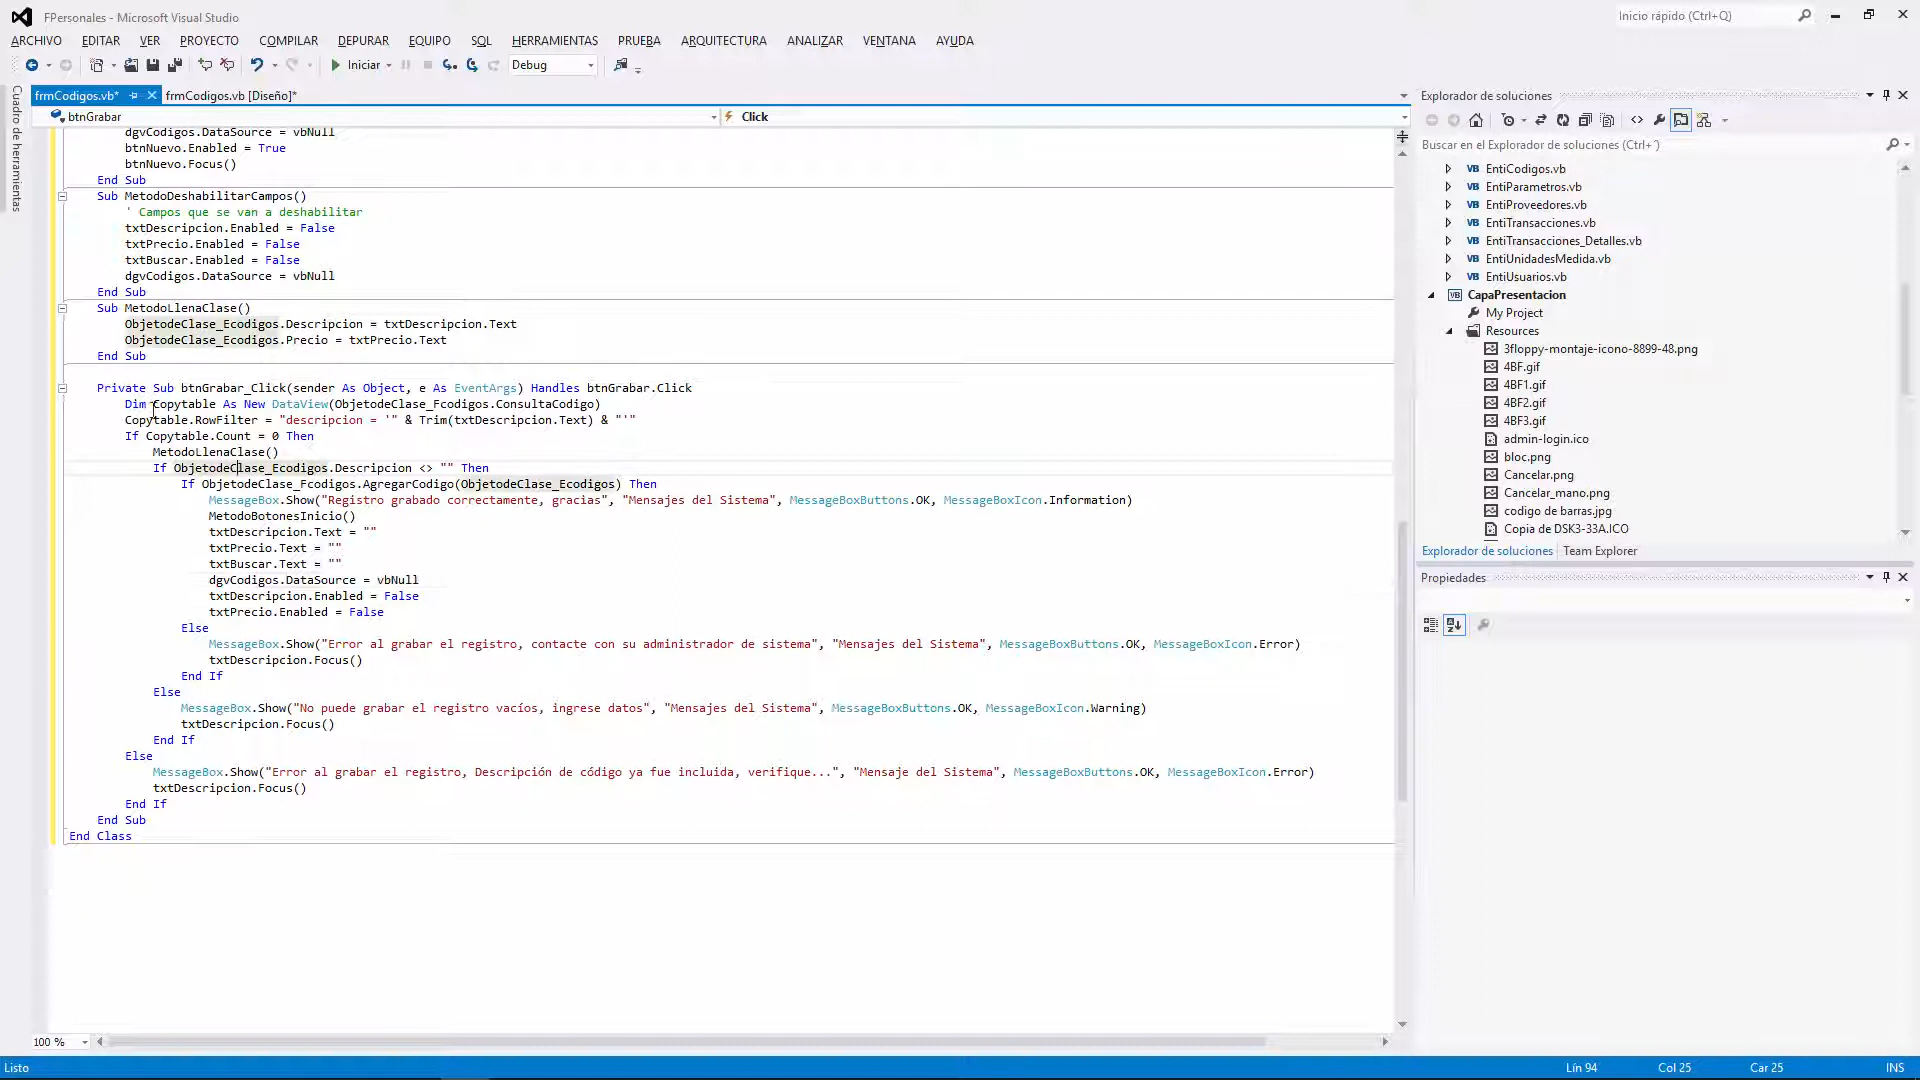 FPersonales - Microsoft Visual Studio
Inicio rápido (Ctrl+Q)
ARCHIVO EDITAR VER PROYECTO COMPILAR DEPURAR EQUIPO SQL HERRAMIENTAS PRUEBA ARQUITECTURA ANALIZAR VENTANA AYUDA
Iniciar Debug
Cuadro de herramientas
frmCodigos.vb* frmCodigos.vb [Diseño]*
btnGrabar Click
dgvCodigos.DataSource = vbNull
btnNuevo.Enabled = True
btnNuevo.Focus()
End Sub
Sub MetodoDeshabilitarCampos()
' Campos que se van a deshabilitar
txtDescripcion.Enabled = False
txtPrecio.Enabled = False
txtBuscar.Enabled = False
dgvCodigos.DataSource = vbNull
End Sub
Sub MetodoLlenaClase()
ObjetodeClase_Ecodigos.Descripcion = txtDescripcion.Text
ObjetodeClase_Ecodigos.Precio = txtPrecio.Text
End Sub
Private Sub btnGrabar_Click(sender As Object, e As EventArgs) Handles btnGrabar.Click
Dim Copytable As New DataView(ObjetodeClase_Fcodigos.ConsultaCodigo)
Copytable.RowFilter = "descripcion = '" & Trim(txtDescripcion.Text) & "'"
If Copytable.Count = 0 Then
MetodoLlenaClase()
If ObjetodeClase_Ecodigos.Descripcion <> "" Then
If ObjetodeClase_Fcodigos.AgregarCodigo(ObjetodeClase_Ecodigos) Then
MessageBox.Show("Registro grabado correctamente, gracias", "Mensajes del Sistema", MessageBoxButtons.OK, MessageBoxIcon.Information)
MetodoBotonesInicio()
txtDescripcion.Text = ""
txtPrecio.Text = ""
txtBuscar.Text = ""
dgvCodigos.DataSource = vbNull
txtDescripcion.Enabled = False
txtPrecio.Enabled = False
Else
MessageBox.Show("Error al grabar el registro, contacte con su administrador de sistema", "Mensajes del Sistema", MessageBoxButtons.OK, MessageBoxIcon.Error)
txtDescripcion.Focus()
End If
Else
MessageBox.Show("No puede grabar el registro vacíos, ingrese datos", "Mensajes del Sistema", MessageBoxButtons.OK, MessageBoxIcon.Warning)
txtDescripcion.Focus()
End If
Else
MessageBox.Show("Error al grabar el registro, Descripción de código ya fue incluida, verifique...", "Mensaje del Sistema", MessageBoxButtons.OK, MessageBoxIcon.Error)
txtDescripcion.Focus()
End If
End Sub
End Class
100 %
Explorador de soluciones
Buscar en el Explorador de soluciones (Ctrl+´)
VB EntiCodigos.vb
VB EntiParametros.vb
VB EntiProveedores.vb
VB EntiTransacciones.vb
VB EntiTransacciones_Detalles.vb
VB EntiUnidadesMedida.vb
VB EntiUsuarios.vb
VB CapaPresentacion
My Project
Resources
3floppy-montaje-icono-8899-48.png
4BF.gif
4BF1.gif
4BF2.gif
4BF3.gif
admin-login.ico
bloc.png
Cancelar.png
Cancelar_mano.png
codigo de barras.jpg
Copia de DSK3-33A.ICO
Explorador de soluciones Team Explorer
Propiedades
Listo Lín 94 Col 25 Car 25 INS